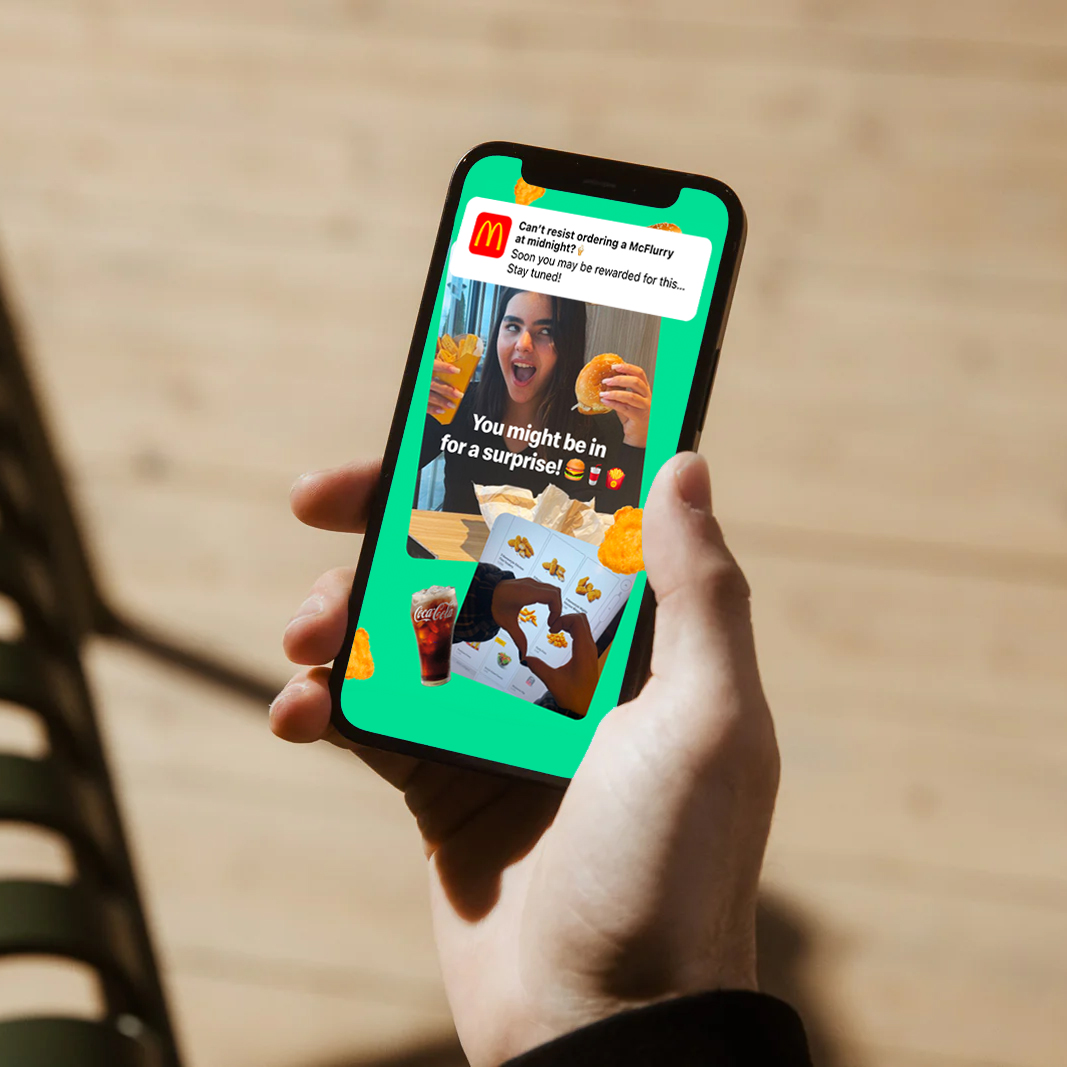 Can't resist ordering a McFlurry
at midnight?🍦
Soon you may be rewarded for this...
Stay tuned!
You might be in
for a surprise! 🍔🥤🍟
Coca-Cola